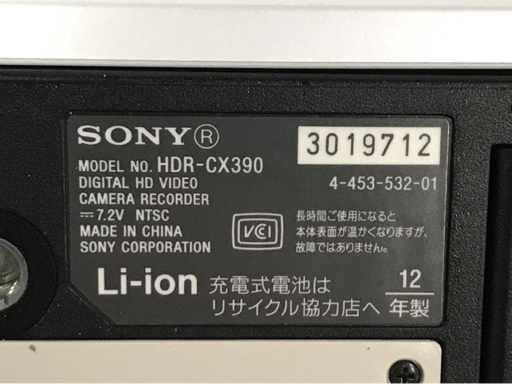 SONY® 3019712
MODEL NO. HDR-CX390
DIGITAL HD VIDEO 4-453-532-01
CAMERA RECORDER
⎓7.2V NTSC
MADE IN CHINA
SONY CORPORATION
VCI
長時間ご使用になると
本体表面が温かくなりますが、
故障ではありません。
Li-ion 充電式電池は
リサイクル協力店へ
12
年製